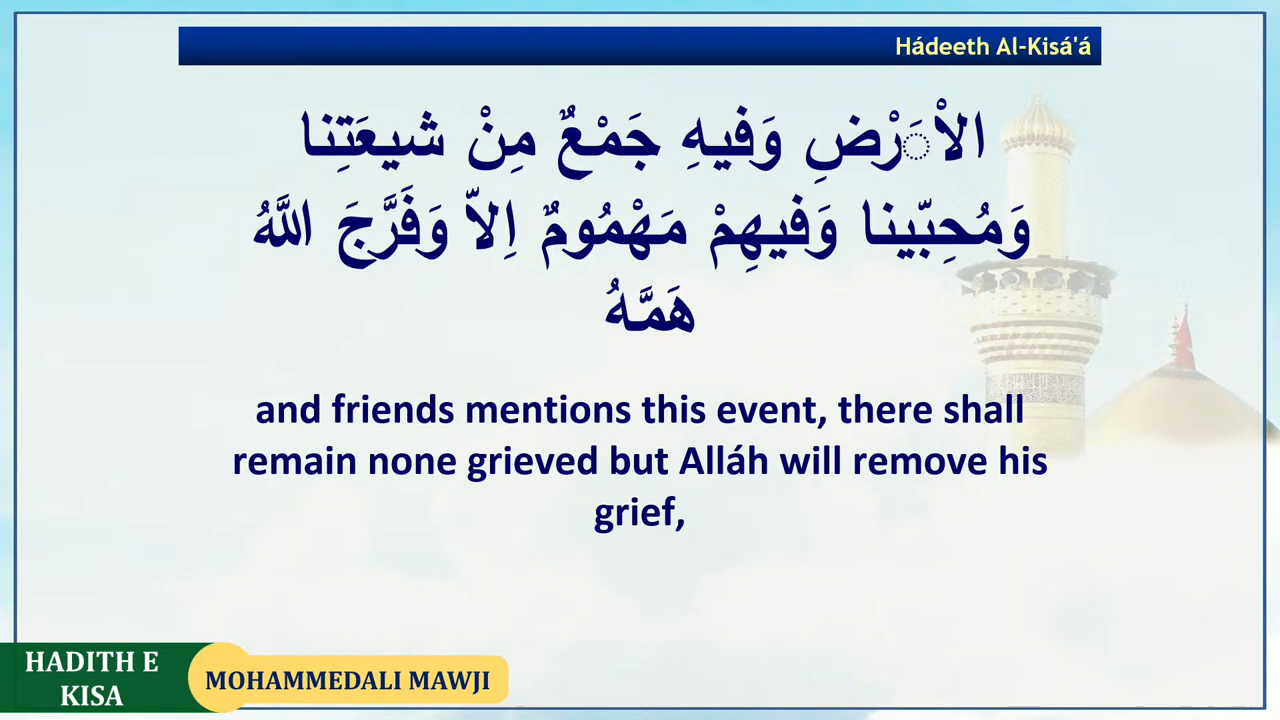 Hádeeth Al-Kisá'á
الاَْرْضِ وَفيهِ جَمْعٌ مِنْ شيعَتِنا
وَمُحِبّينا وَفيهِمْ مَهْمُومٌ اِلاّ وَفَرَّجَ اللَّهُ
هَمَّهُ
and friends mentions this event, there shall
remain none grieved but Alláh will remove his
grief,
HADITH E
KISA
MOHAMMEDALI MAWJI